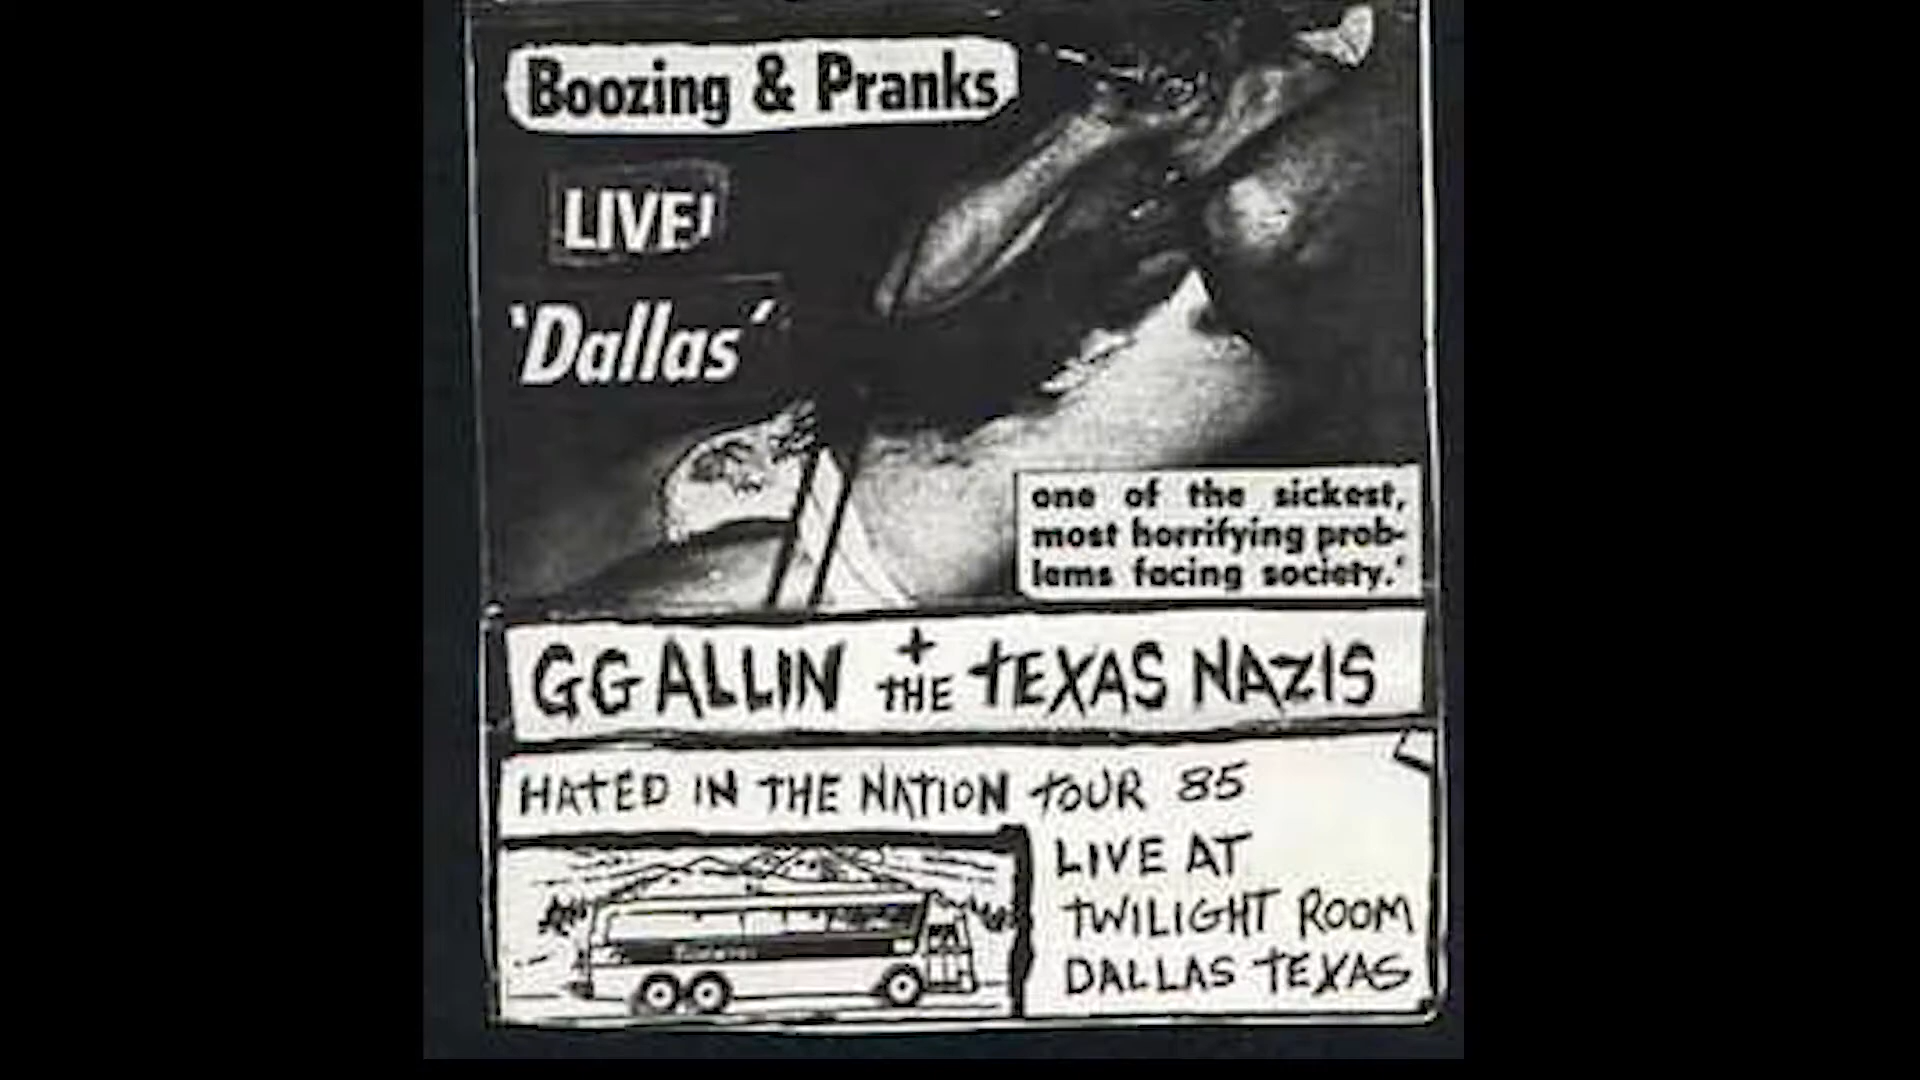 Boozing & Pranks
LIVE!
'Dallas'
one of the sickest,
most horrifying prob-
lems facing society.'
GG ALLIN + THE TEXAS NAZIS
HATED IN THE NATION TOUR 85
LIVE AT
TWILIGHT ROOM
DALLAS TEXAS